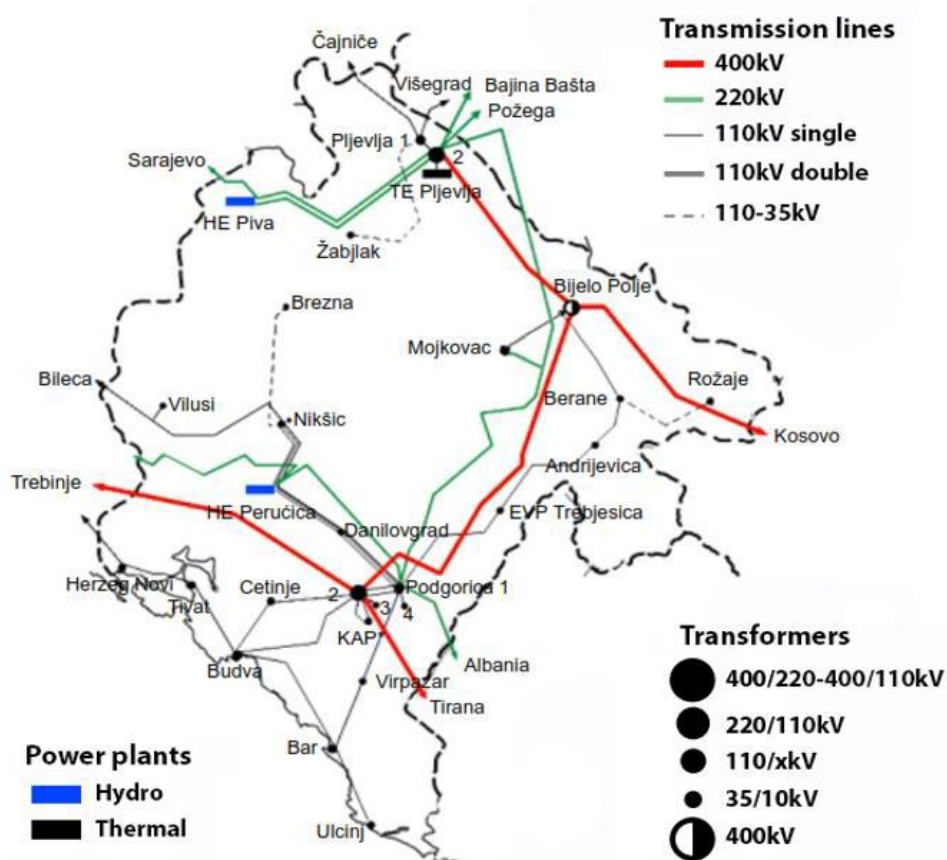 Transmission lines
400kV
220kV
110kV single
110kV double
110-35kV
Čajniče
Višegrad
Bajina Bašta
Požega
Pljevlja 1
2
TE Pljevlja
Sarajevo
HE Piva
Žabljak
Bijelo Polje
Brezna
Mojkovac
Bileca
Vilusi
Nikšic
Berane
Rožaje
Kosovo
Andrijevica
Trebinje
HE Perućica
Danilovgrad
EVP Trebjesica
Herzeg Novi
Tivat
Cetinje
2
Podgorica 1
3
4
KAP
Budva
Virpazar
Albania
Tirana
Bar
Ulcinj
Transformers
400/220-400/110kV
220/110kV
110/xkV
35/10kV
400kV
Power plants
Hydro
Thermal